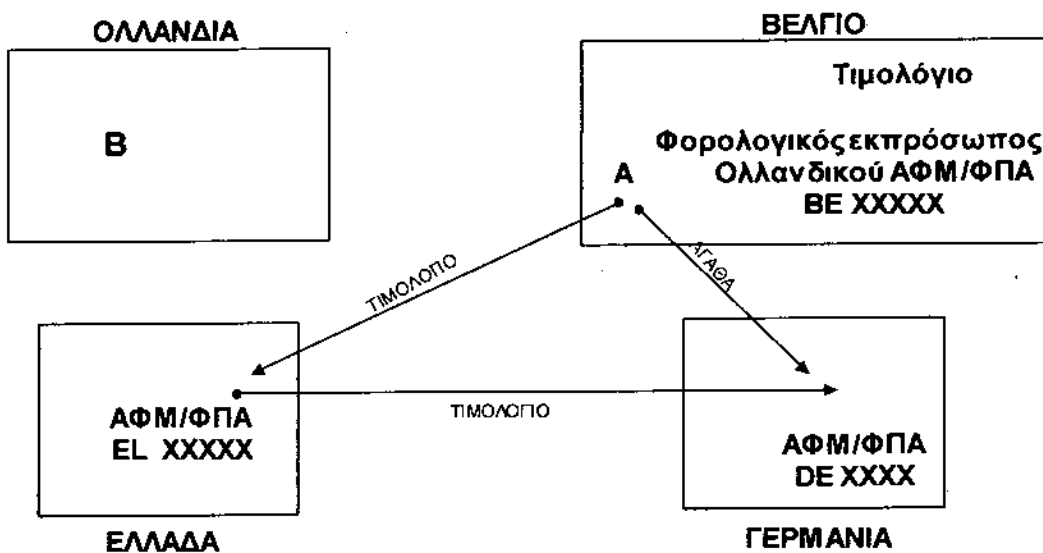 ΟΛΛΑΝΔΙΑ
Β
ΒΕΛΓΙΟ
Τιμολόγιο
Φορολογικός εκπρόσωπος
Ολλανδικού ΑΦΜ/ΦΠΑ
BE XXXXX
Α
ΤΙΜΟΛΟΓΙΟ
ΑΓΑΘΑ
ΑΦΜ/ΦΠΑ
EL XXXXX
ΕΛΛΑΔΑ
ΤΙΜΟΛΟΓΙΟ
ΑΦΜ/ΦΠΑ
DE XXXX
ΓΕΡΜΑΝΙΑ